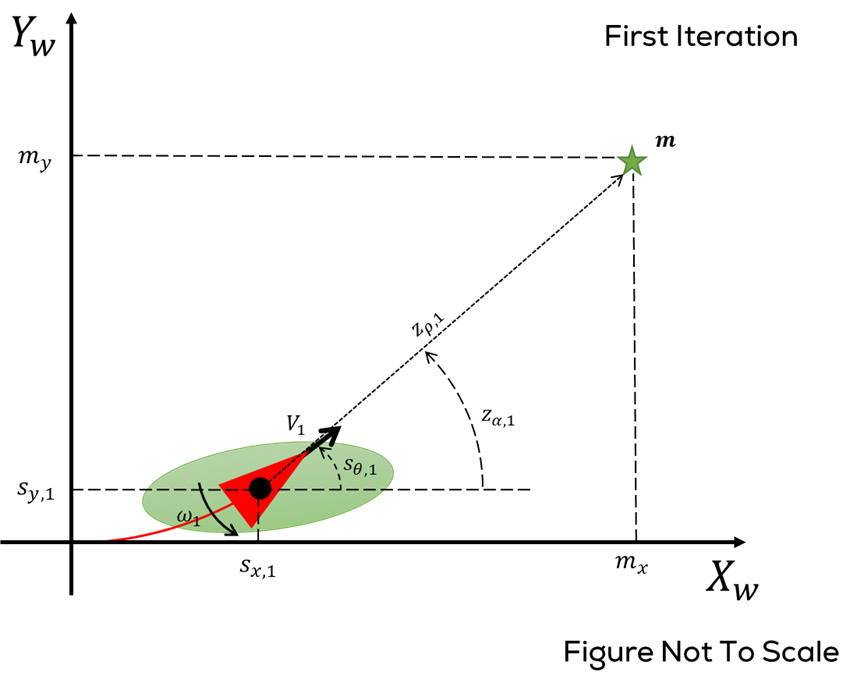 Y_w
First Iteration
m
m_y
z_ρ,1
z_α,1
V_1
s_θ,1
s_y,1
ω_1
s_x,1
m_x
X_w
Figure Not To Scale